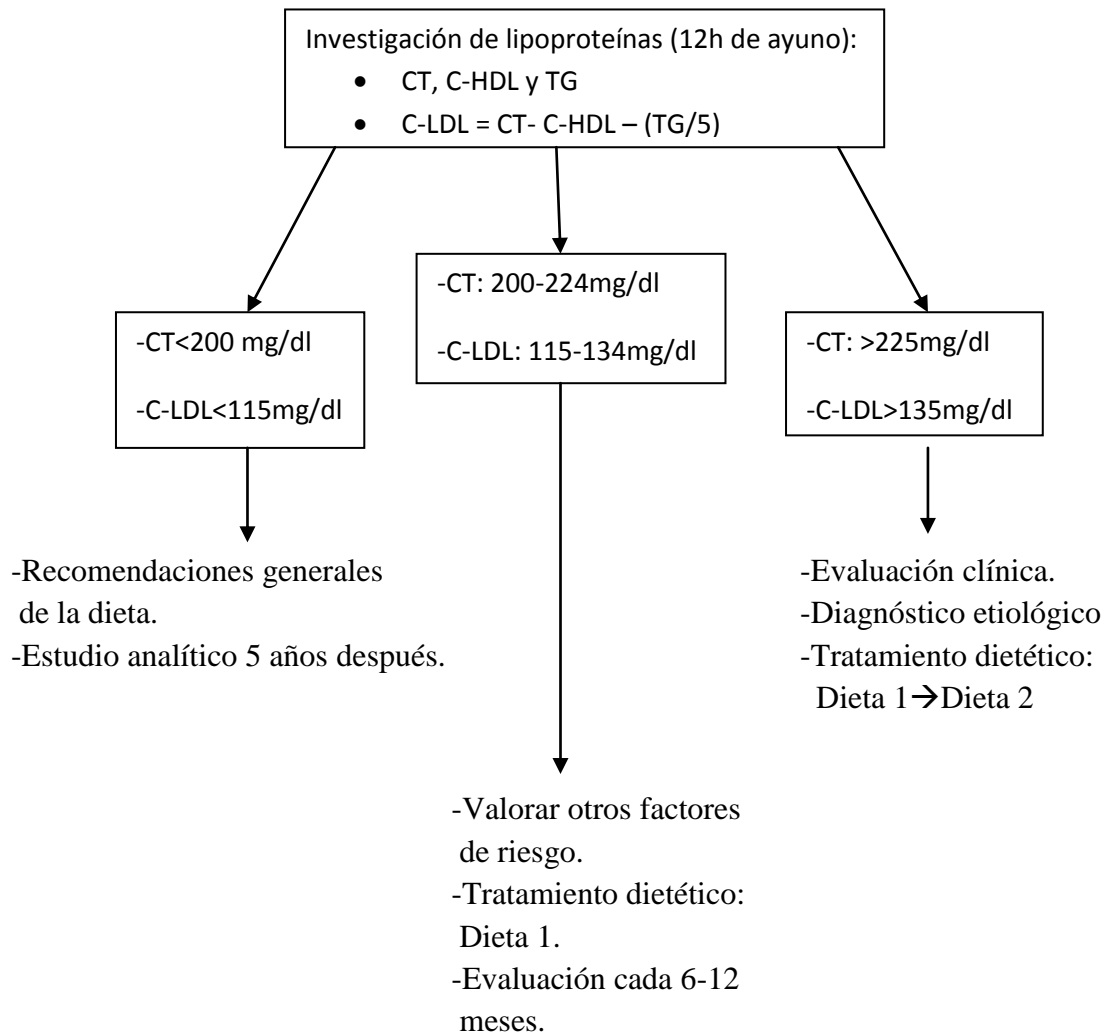 Investigación de lipoproteínas (12h de ayuno):
• CT, C-HDL y TG
• C-LDL = CT- C-HDL – (TG/5)
-CT<200 mg/dl
-C-LDL<115mg/dl
-CT: 200-224mg/dl
-C-LDL: 115-134mg/dl
-CT: >225mg/dl
-C-LDL>135mg/dl
-Recomendaciones generales
de la dieta.
-Estudio analítico 5 años después.
-Valorar otros factores
de riesgo.
-Tratamiento dietético:
Dieta 1.
-Evaluación cada 6-12
meses.
-Evaluación clínica.
-Diagnóstico etiológico
-Tratamiento dietético:
Dieta 1→Dieta 2